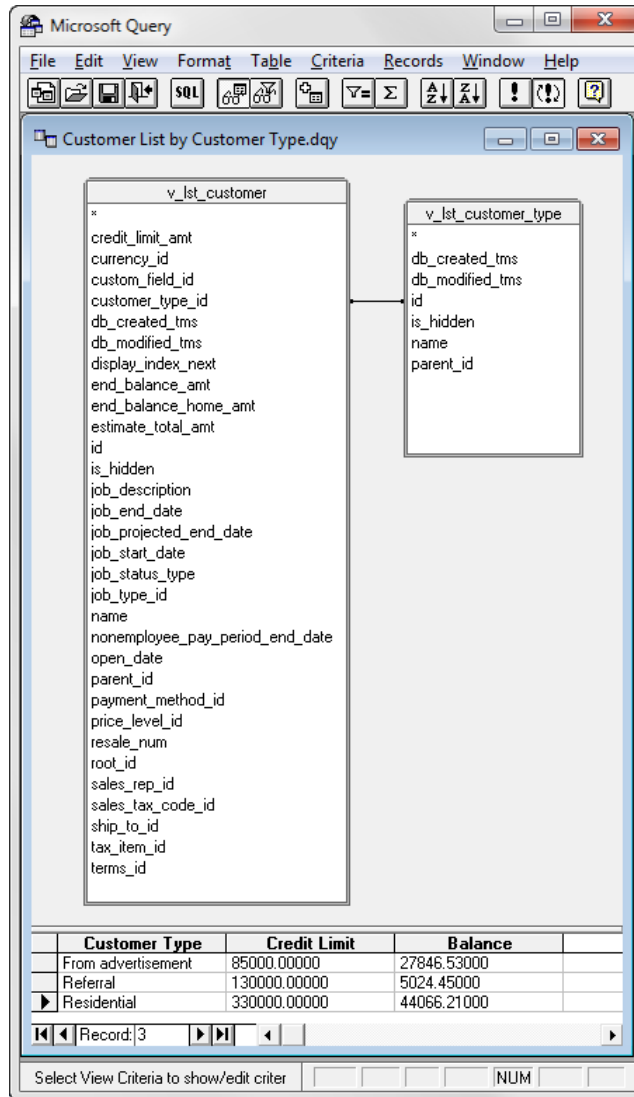 Microsoft Query
File Edit View Format Table Criteria Records Window Help
SQL
Customer List by Customer Type.dqy
v_lst_customer
*
credit_limit_amt
currency_id
custom_field_id
customer_type_id
db_created_tms
db_modified_tms
display_index_next
end_balance_amt
end_balance_home_amt
estimate_total_amt
id
is_hidden
job_description
job_end_date
job_projected_end_date
job_start_date
job_status_type
job_type_id
name
nonemployee_pay_period_end_date
open_date
parent_id
payment_method_id
price_level_id
resale_num
root_id
sales_rep_id
sales_tax_code_id
ship_to_id
tax_item_id
terms_id
v_lst_customer_type
*
db_created_tms
db_modified_tms
id
is_hidden
name
parent_id
Customer Type Credit Limit Balance
From advertisement 85000.00000 27846.53000
Referral 130000.00000 5024.45000
Residential 330000.00000 44066.21000
Record: 3
Select View Criteria to show/edit criter NUM